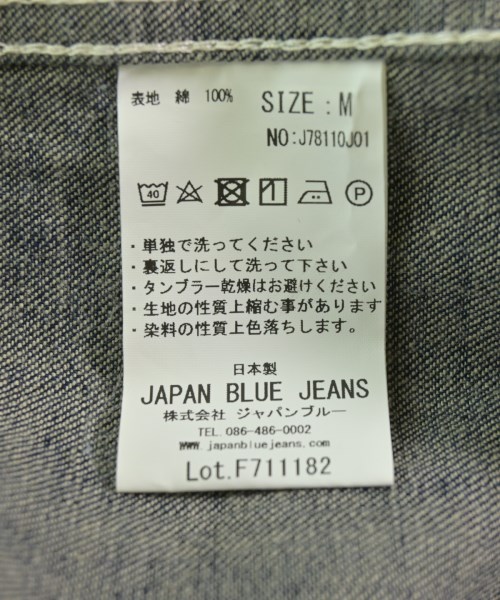 表地 綿 100% SIZE : M
NO:J78110J01
40 P
・単独で洗ってください
・裏返しにして洗って下さい
・タンブラー乾燥はお避けください
・生地の性質上縮む事があります
・染料の性質上色落ちします。
日本製
JAPAN BLUE JEANS
株式会社 ジャパンブルー
TEL. 086-486-0002
www.japanbluejeans.com
Lot.F711182